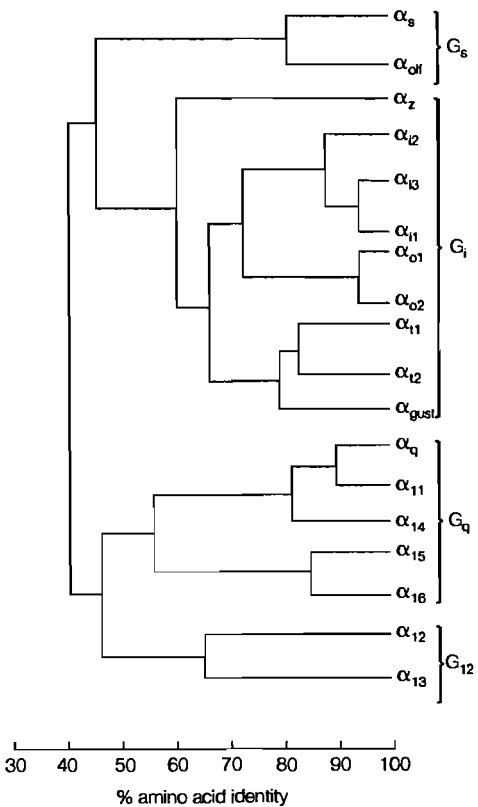 αs
Gs
αolf
αz
αi2
αi3
αi1
Gi
αo1
αo2
αt1
αt2
αgust
αq
α11
α14
Gq
α15
α16
α12
G12
α13
30 40 50 60 70 80 90 100
% amino acid identity